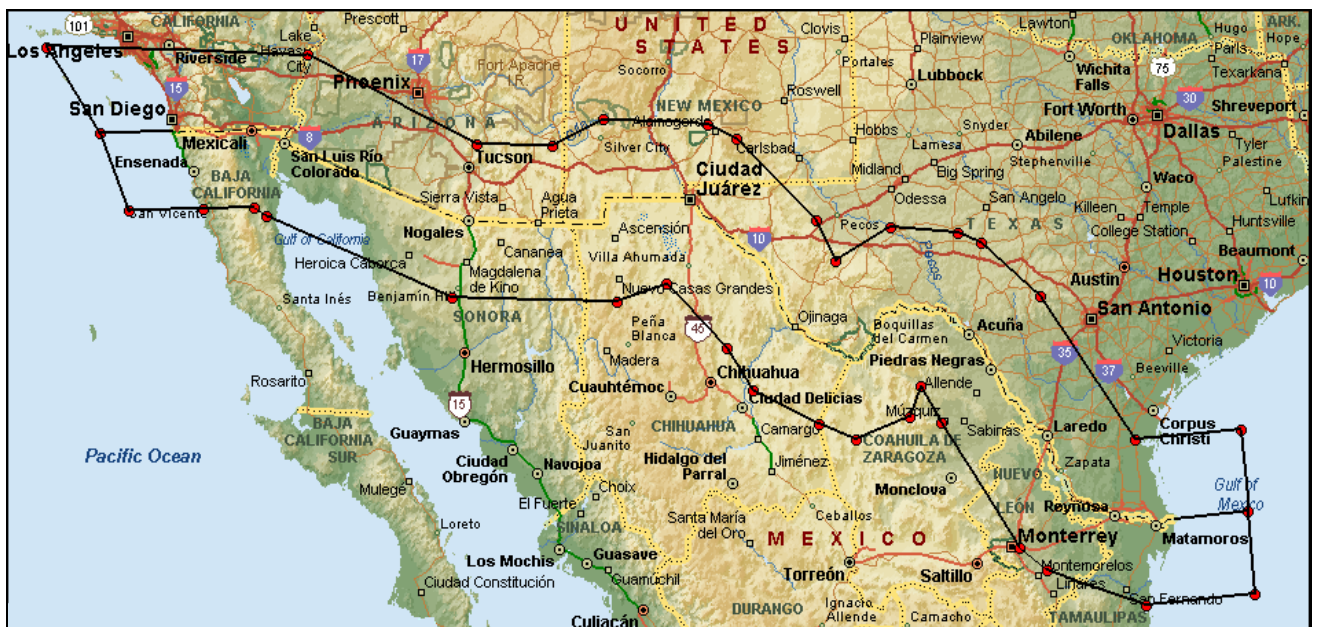 101
CALIFORNIA
Los Angeles
Riverside
Lake
Havasu
City
Prescott
17
Fort Apache
I.R.
Phoenix
15
San Diego
Mexicali
8
ARIZONA
San Luis Río
Colorado
Ensenada
BAJA
CALIFORNIA
San Vicent
Tucson
Sierra Vista
Nogales
Agua
Prieta
UNITED
STATES
Socorro
Clovis
Portales
Roswell
NEW MEXICO
Alamogordo
Silver City
Carlsbad
Hobbs
Plainview
Lubbock
Lawton
OKLAHOMA
Wichita
Falls
75
Hugo
Paris
ARK.
Hope
Texarkana
30
Fort Worth
Dallas
Shreveport
Snyder
Abilene
Lamesa
Stephenville
Midland
Big Spring
Odessa
San Angelo
Waco
Tyler
Palestine
Lufkin
Killeen
Temple
College Station
Huntsville
Beaumont
Ciudad
Juárez
10
Pecos
TEXAS
Pecos
Austin
Houston
10
San Antonio
35
37
Victoria
Beeville
Corpus
Christi
Gulf of California
Heroica Caborca
Cananea
Magdalena
de Kino
Benjamin Hill
SONORA
Hermosillo
15
Guaymas
Ciudad
Obregón
Navojoa
El Fuerte
Choix
SINALOA
Los Mochis
Guasave
Guamúchil
Culiacán
Santa Inés
Rosarito
BAJA
CALIFORNIA
SUR
Mulegé
Loreto
Ciudad Constitución
Pacific Ocean
Ascensión
Villa Ahumada
Nuevo Casas Grandes
Peña
Blanca
45
Madera
Cuauhtémoc
Chihuahua
Ciudad Delicias
CHIHUAHUA
Camargo
San
Juanito
Hidalgo del
Parral
Jiménez
Santa María
del Oro
Ceballos
MEXICO
Torreón
Saltillo
DURANGO
Ignacio
Allende
Camacho
Ojinaga
Boquillas
del Carmen
Acuña
Piedras Negras
Allende
Múzquiz
Sabinas
COAHUILA DE
ZARAGOZA
Monclova
Laredo
Zapata
NUEVO
LEÓN
Reynosa
Matamoros
Monterrey
Montemorelos
Linares
San Fernando
TAMAULIPAS
Gulf of
Mexico